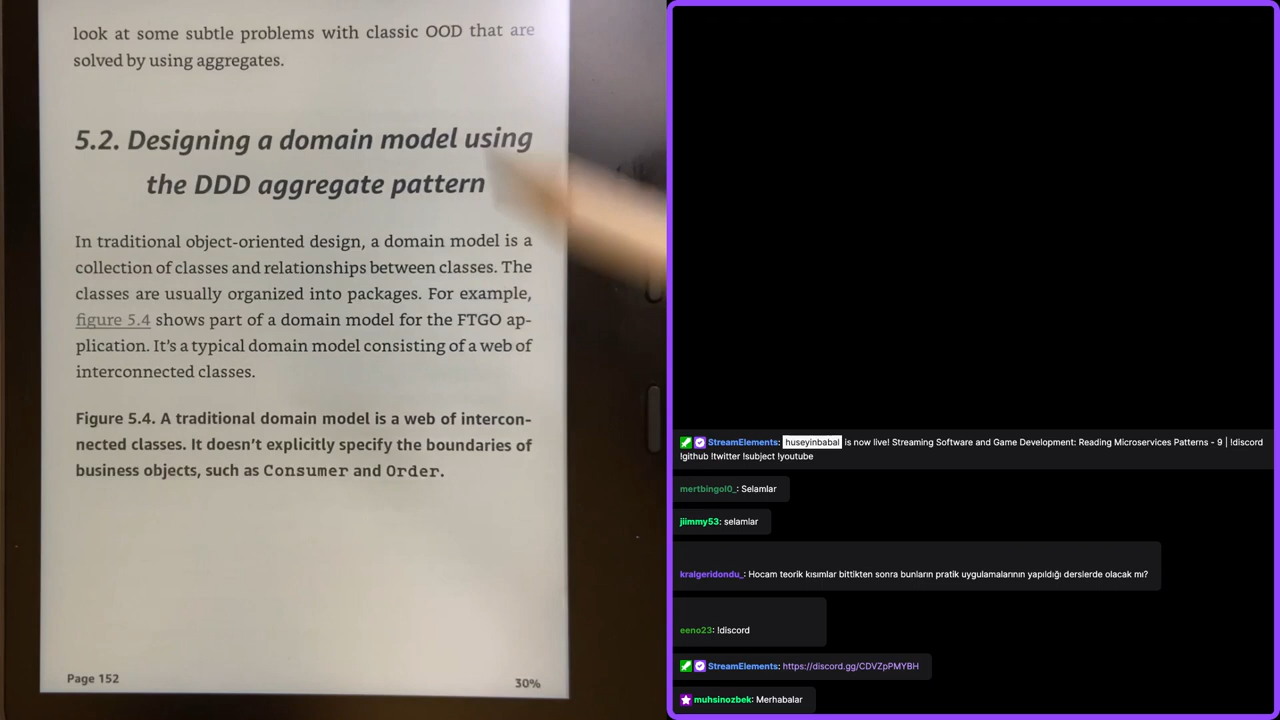 look at some subtle problems with classic OOD that are
solved by using aggregates.
5.2. Designing a domain model using
the DDD aggregate pattern
In traditional object-oriented design, a domain model is a
collection of classes and relationships between classes. The
classes are usually organized into packages. For example,
figure 5.4 shows part of a domain model for the FTGO ap-
plication. It's a typical domain model consisting of a web of
interconnected classes.
Figure 5.4. A traditional domain model is a web of intercon-
nected classes. It doesn't explicitly specify the boundaries of
business objects, such as Consumer and Order.
Page 152
30%
StreamElements: huseyinbabal is now live! Streaming Software and Game Development: Reading Microservices Patterns - 9 | !discord
!github !twitter !subject !youtube
mertbingol0_: Selamlar
jiimmy53: selamlar
kralgeridondu_: Hocam teorik kısımlar bittikten sonra bunların pratik uygulamalarının yapıldığı derslerde olacak mı?
eeno23: !discord
StreamElements: https://discord.gg/CDVZpPMYBH
muhsinozbek: Merhabalar